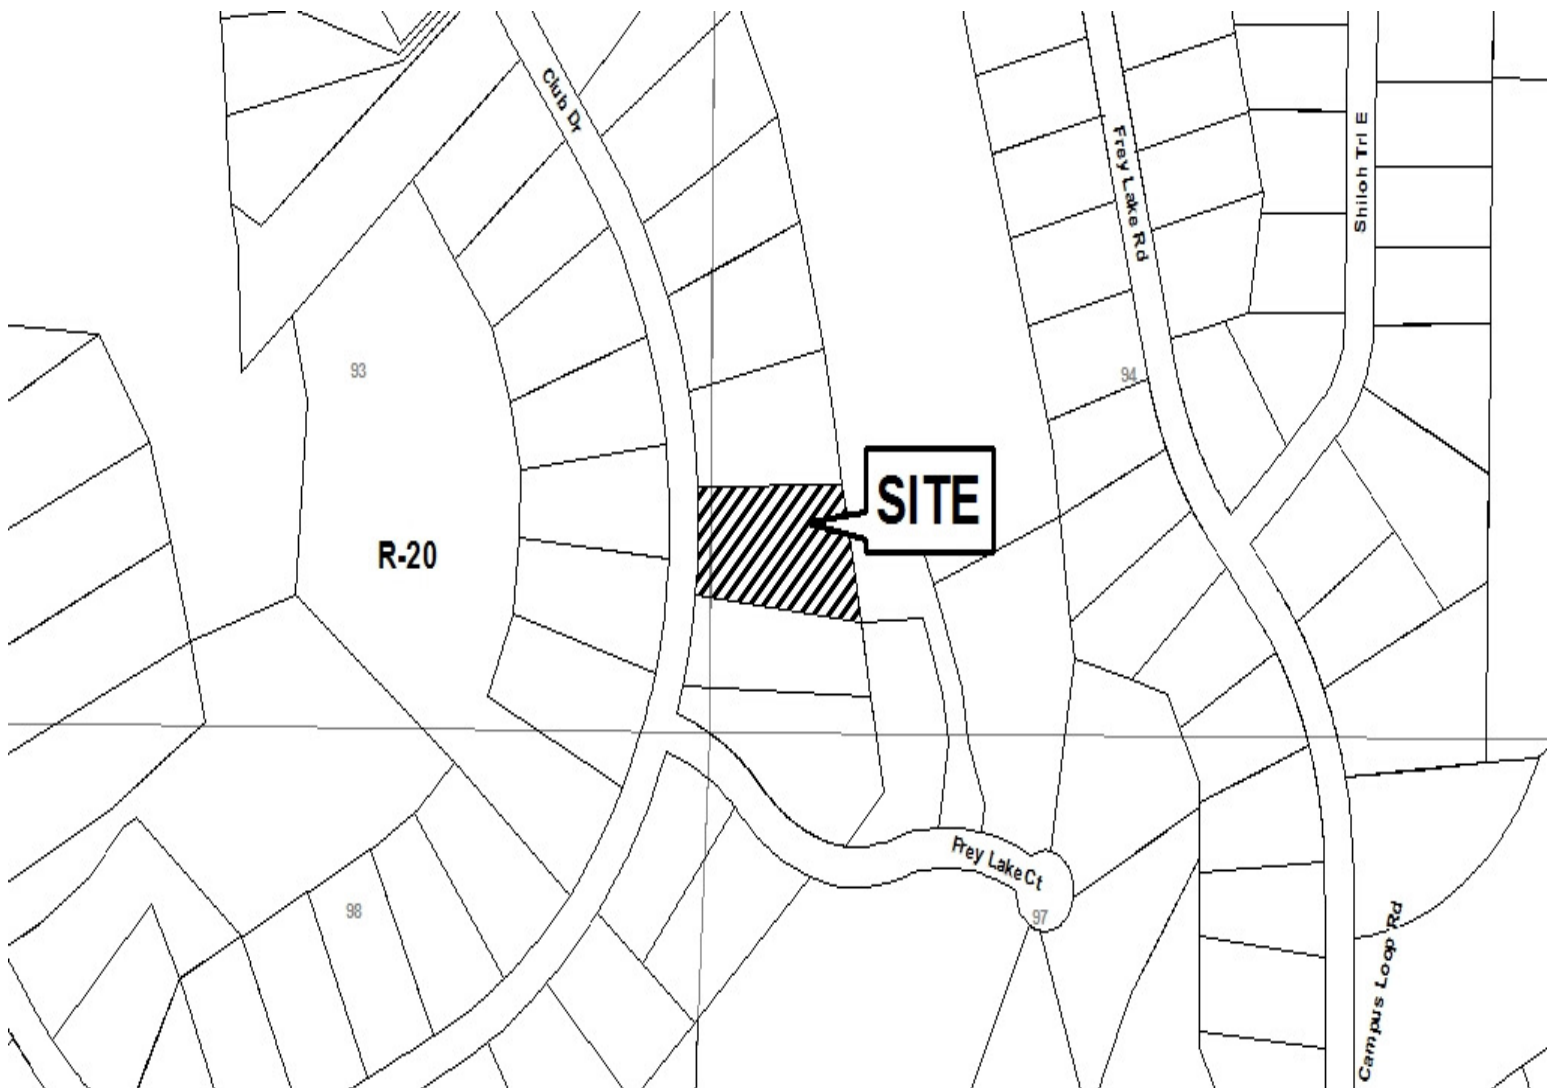 Club Dr
Frey Lake Rd
Shiloh Trl E
93
94
SITE
R-20
Frey Lake Ct
98
97
Campus Loop Rd